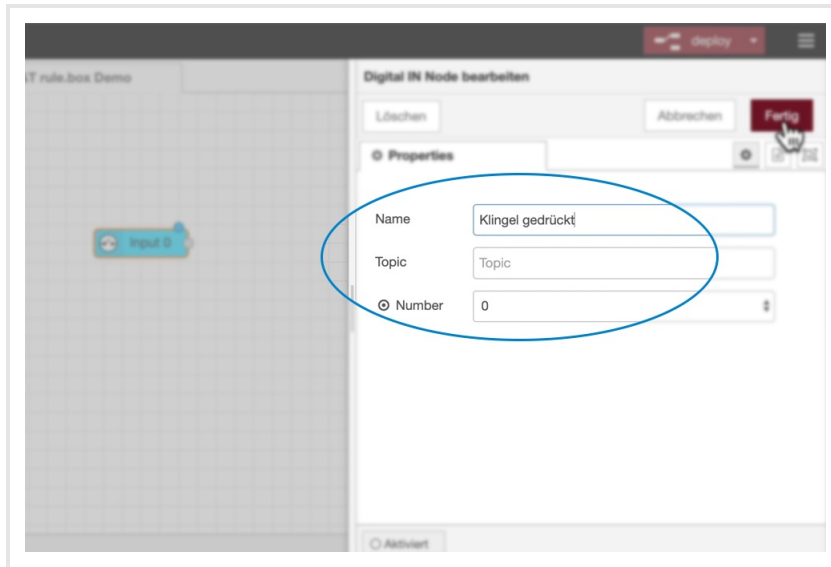 deploy
T rule.box Demo
Digital IN Node bearbeiten
Löschen
Abbrechen
Fertig
Properties
Input 0
Name
Klingel gedrückt
Topic
Topic
Number
0
Aktiviert